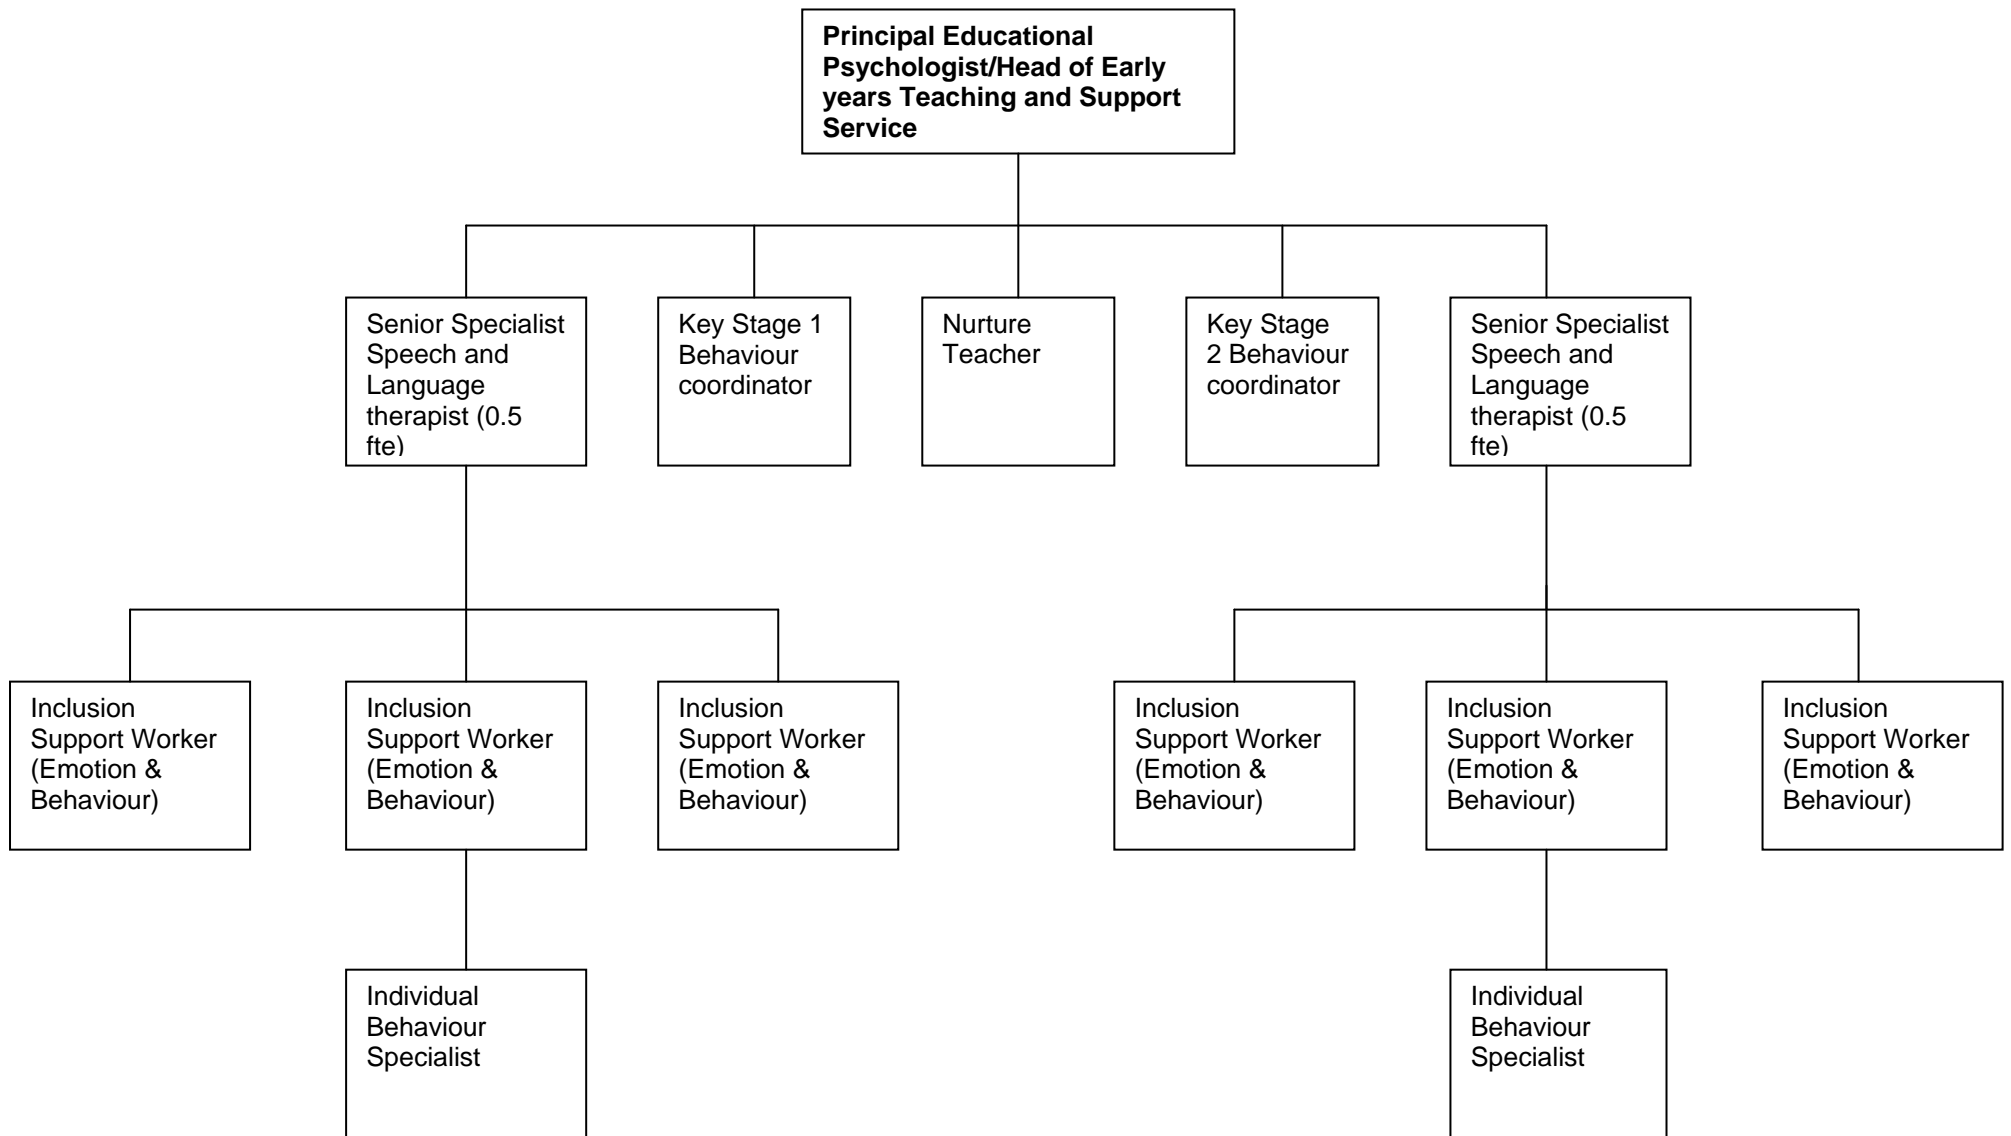 Principal Educational
Psychologist/Head of Early
years Teaching and Support
Service
Senior Specialist
Speech and
Language
therapist (0.5
fte)
Key Stage 1
Behaviour
coordinator
Nurture
Teacher
Key Stage
2 Behaviour
coordinator
Senior Specialist
Speech and
Language
therapist (0.5
fte)
Inclusion
Support Worker
(Emotion &
Behaviour)
Inclusion
Support Worker
(Emotion &
Behaviour)
Inclusion
Support Worker
(Emotion &
Behaviour)
Inclusion
Support Worker
(Emotion &
Behaviour)
Inclusion
Support Worker
(Emotion &
Behaviour)
Inclusion
Support Worker
(Emotion &
Behaviour)
Individual
Behaviour
Specialist
Individual
Behaviour
Specialist